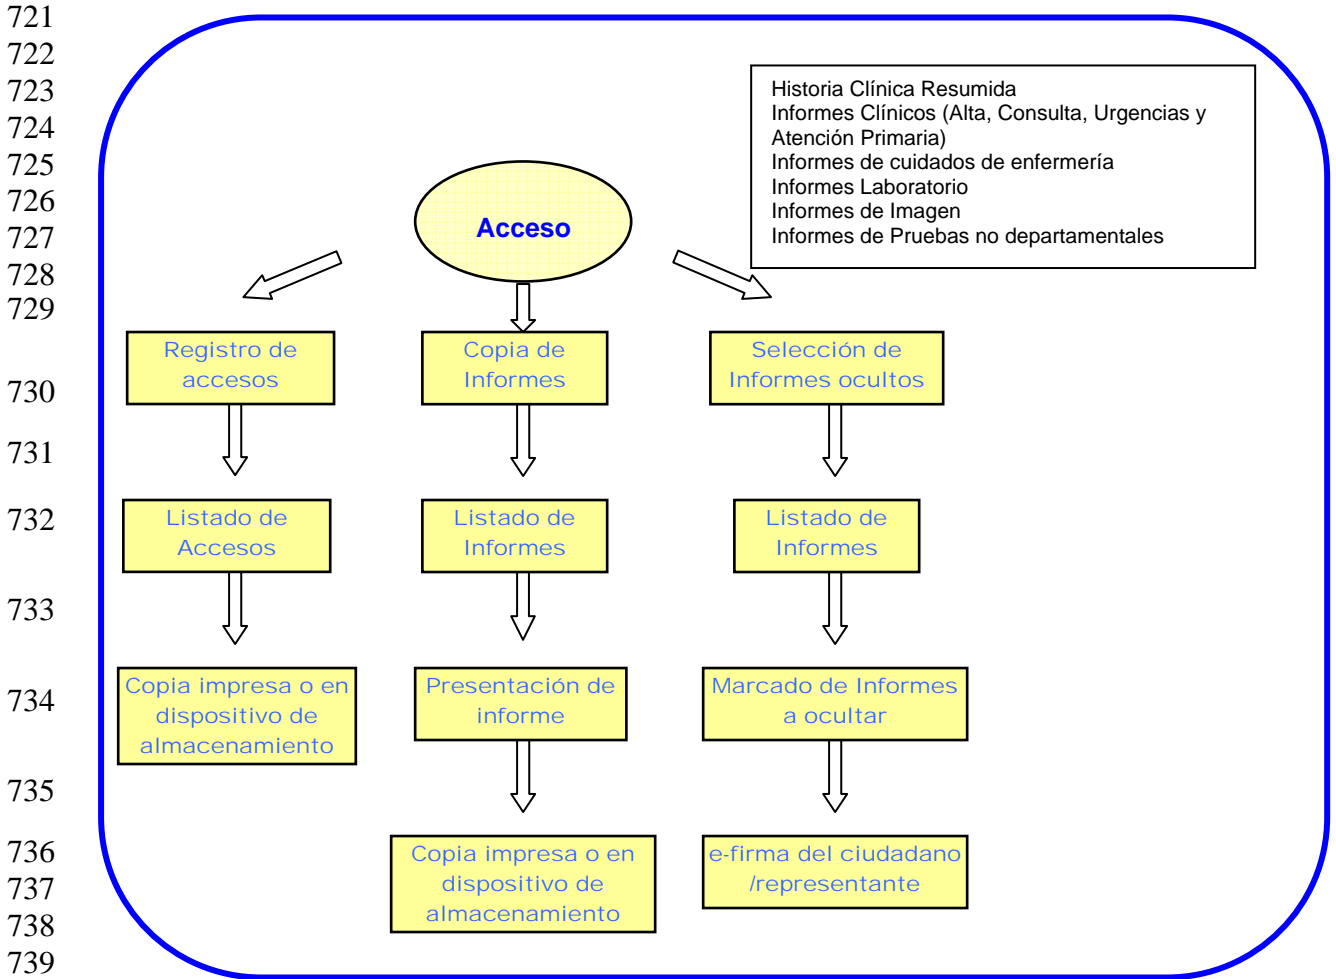 721
722
723
724
725
726
727
728
729
730
731
732
733
734
735
736
737
738
739
Historia Clínica Resumida
Informes Clínicos (Alta, Consulta, Urgencias y
Atención Primaria)
Informes de cuidados de enfermería
Informes Laboratorio
Informes de Imagen
Informes de Pruebas no departamentales
Acceso
Registro de
accesos
Copia de
Informes
Selección de
Informes ocultos
Listado de
Accesos
Listado de
Informes
Listado de
Informes
Copia impresa o en
dispositivo de
almacenamiento
Presentación de
informe
Marcado de Informes
a ocultar
Copia impresa o en
dispositivo de
almacenamiento
e-firma del ciudadano
/representante